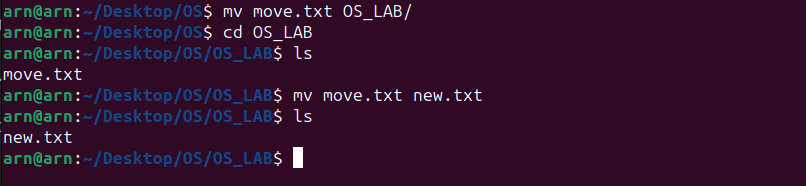 arn@arn:~/Desktop/OS$ mv move.txt OS_LAB/
arn@arn:~/Desktop/OS$ cd OS_LAB
arn@arn:~/Desktop/OS/OS_LAB$ ls
move.txt
arn@arn:~/Desktop/OS/OS_LAB$ mv move.txt new.txt
arn@arn:~/Desktop/OS/OS_LAB$ ls
new.txt
arn@arn:~/Desktop/OS/OS_LAB$